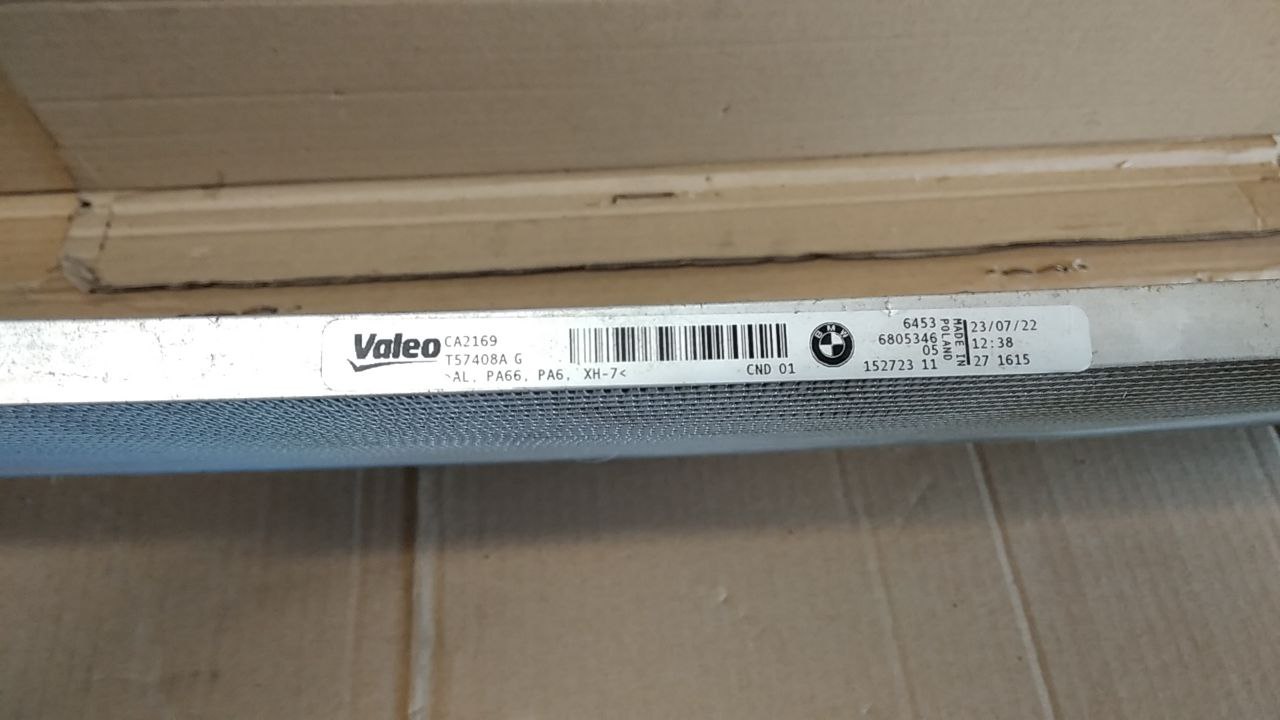 Valeo
CA2169
T57408A G
>AL, PA66, PA6, XH-7<
CND 01
BMW
6453
6805346
05
152723 11
MADE IN
POLAND
23/07/22
12:38
27 1615